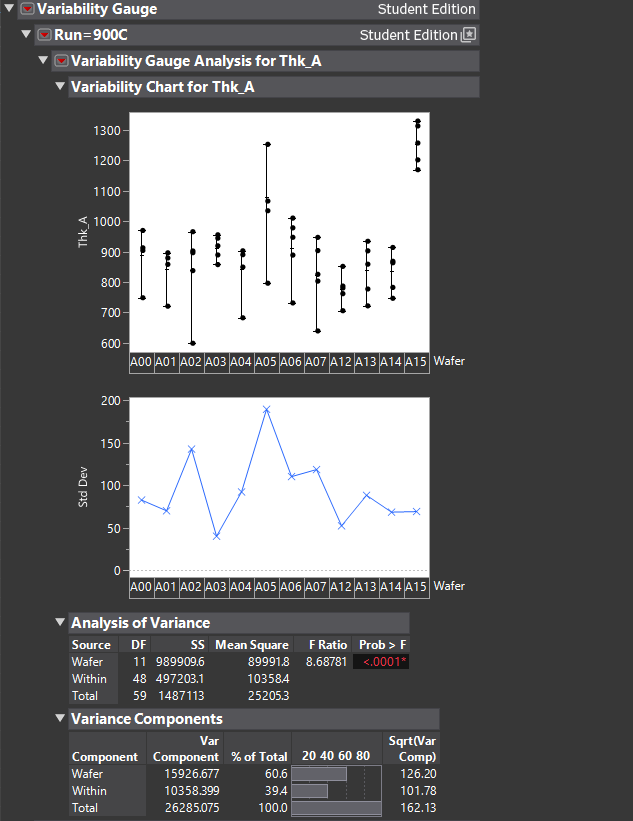 Variability Gauge Student Edition
Run=900C Student Edition
Variability Gauge Analysis for Thk_A
Variability Chart for Thk_A
Thk_A
1300
1200
1100
1000
900
800
700
600
A00 A01 A02 A03 A04 A05 A06 A07 A12 A13 A14 A15 Wafer
Std Dev
200
150
100
50
0
A00 A01 A02 A03 A04 A05 A06 A07 A12 A13 A14 A15 Wafer
Analysis of Variance
Source DF SS Mean Square F Ratio Prob > F
Wafer 11 989909.6 89991.8 8.68781 <.0001*
Within 48 497203.1 10358.4
Total 59 1487113 25205.3
Variance Components
Var Sqrt(Var
Component Component % of Total 20 40 60 80 Comp)
Wafer 15926.677 60.6 126.20
Within 10358.399 39.4 101.78
Total 26285.075 100.0 162.13